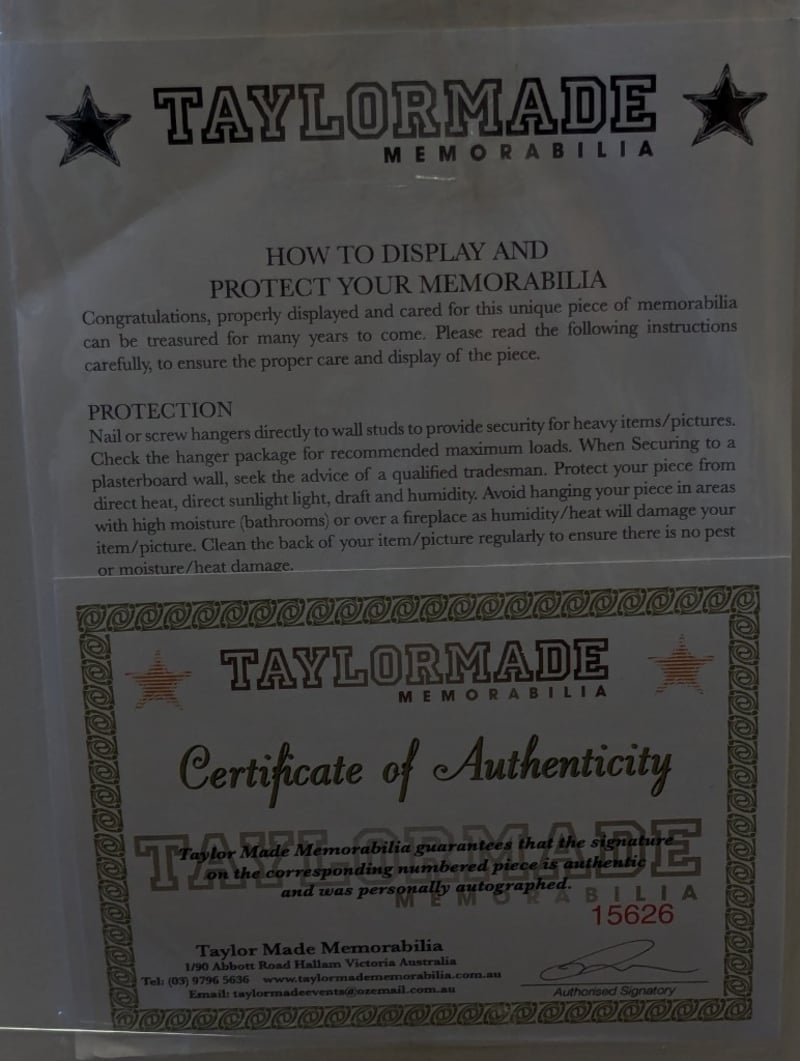 TAYLORMADE
MEMORABILIA
HOW TO DISPLAY AND
PROTECT YOUR MEMORABILIA
Congratulations, properly displayed and cared for this unique piece of memorabilia
can be treasured for many years to come. Please read the following instructions
carefully, to ensure the proper care and display of the piece.
PROTECTION
Nail or screw hangers directly to wall studs to provide security for heavy items/pictures.
Check the hanger package for recommended maximum loads. When Securing to a
plasterboard wall, seek the advice of a qualified tradesman. Protect your piece from
direct heat, direct sunlight light, draft and humidity. Avoid hanging your piece in areas
with high moisture (bathrooms) or over a fireplace as humidity/heat will damage your
item/picture. Clean the back of your item/picture regularly to ensure there is no pest
or moisture/heat damage.
TAYLORMADE
MEMORABILIA
Certificate of Authenticity
TAYLORMADE
MEMORABILIA
Taylor Made Memorabilia guarantees that the signature
on the corresponding numbered piece is authentic
and was personally autographed.
15626
Taylor Made Memorabilia
1/90 Abbott Road Hallam Victoria Australia
Tel: (03) 9796 5636 www.taylormadememorabilia.com.au
Email: taylormadeevents@ozemail.com.au
Authorised Signatory